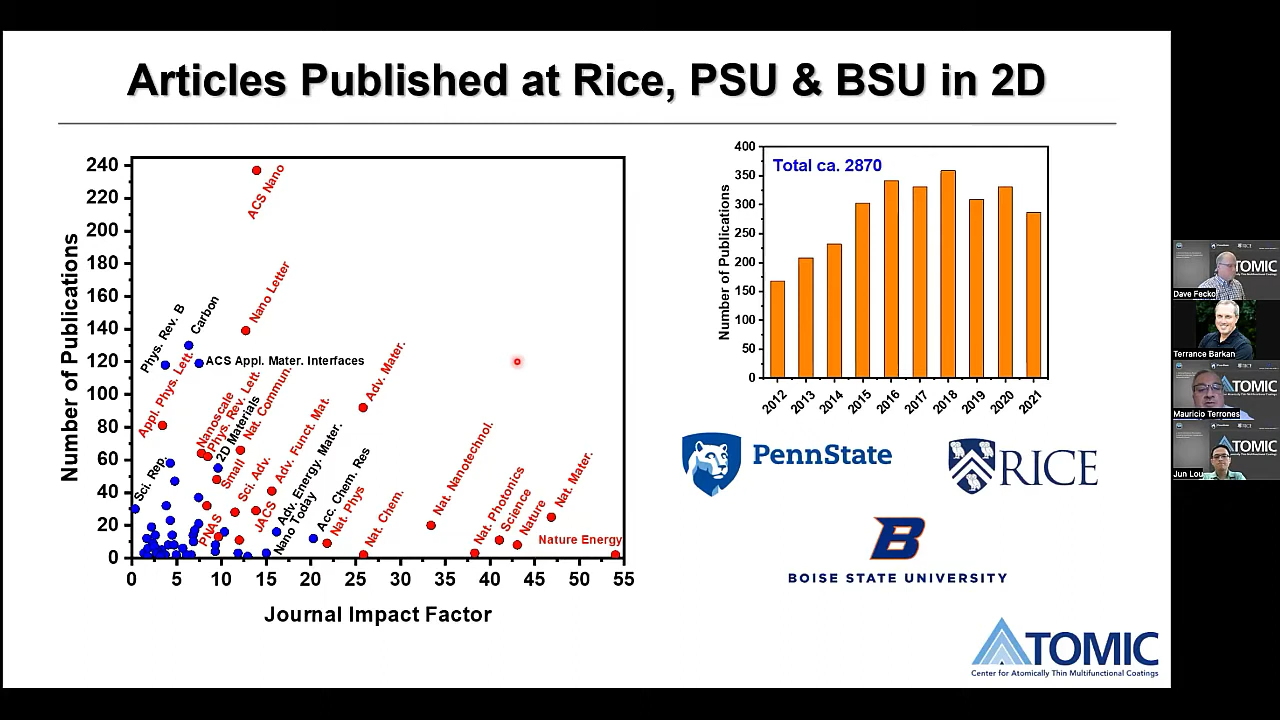 Articles Published at Rice, PSU & BSU in 2D
Number of Publications
240
220
200
180
160
140
120
100
80
60
40
20
0
0 5 10 15 20 25 30 35 40 45 50 55
Journal Impact Factor
ACS Nano
Nano Letter
Phys. Rev. B
Carbon
ACS Appl. Mater. Interfaces
Appl. Phys. Lett.
Adv. Mater.
Nanoscale
Phys. Rev. Lett.
2D Materials
Nat. Commun.
Sci. Rep.
Small
Sci. Adv.
Adv. Funct. Mat.
PNAS
JACS
Adv. Energy. Mater.
Nano Today
Acc. Chem. Res
Nat. Phys
Nat. Chem.
Nat. Nanotechnol.
Nat. Photonics
Science
Nature
Nat. Mater.
Nature Energy
Total ca. 2870
Number of Publications
400
350
300
250
200
150
100
50
0
2012 2013 2014 2015 2016 2017 2018 2019 2020 2021
PennState
RICE
B
BOISE STATE UNIVERSITY
ATOMIC
Center for Atomically Thin Multifunctional Coatings
RICE
TOMIC
Dave Fecko
Terrance Barkan
ATOMIC
Mauricio Terrones
ATOMIC
Jun Lou